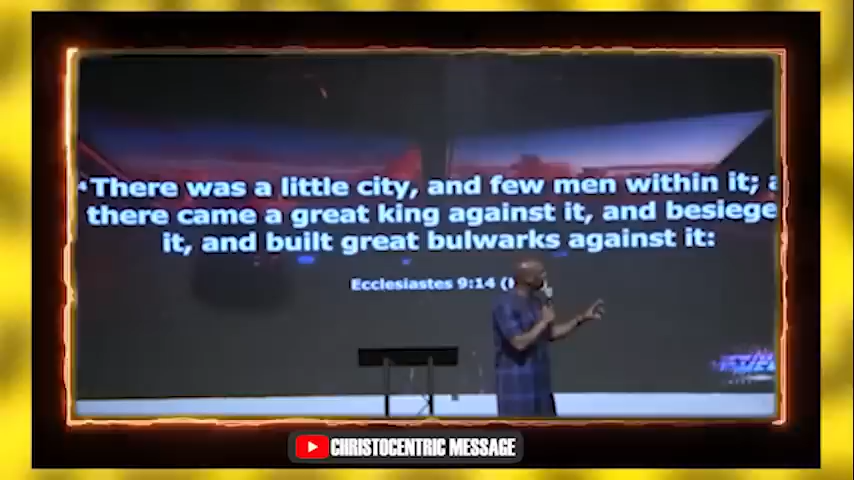 “There was a little city, and few men within it;
there came a great king against it, and besiege
it, and built great bulwarks against it:
Ecclesiastes 9:14
CHRISTOCENTRIC MESSAGE